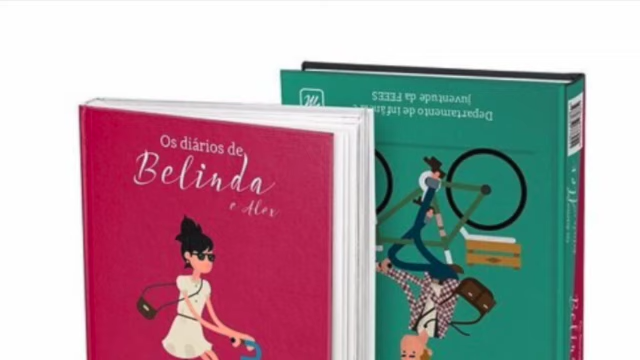 Os diários de
Belinda
e Alex
Departamento de Infância e
Juventude da FEEES